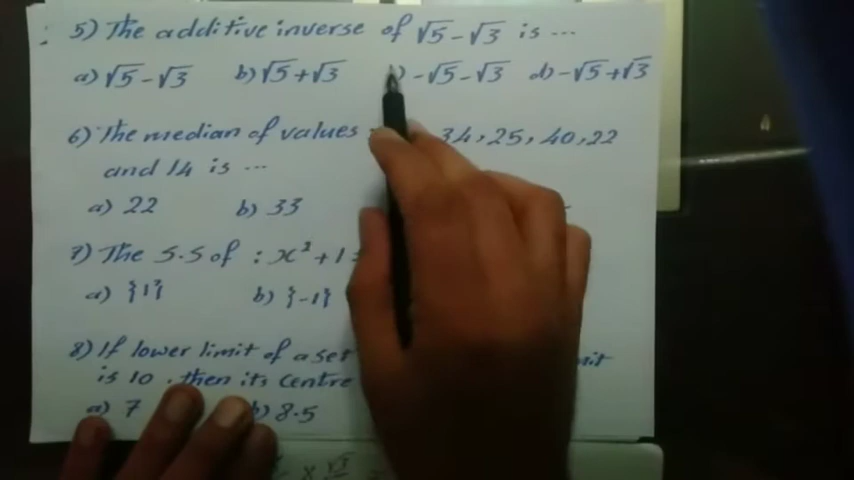 5) The additive inverse of √5-√3 is ...
a) √5-√3 b) √5+√3 ) -√5-√3 d) -√5+√3
6) The median of values 34, 25, 40, 22
and 14 is ...
a) 22 b) 33
7) The S.S of : x² + 1
a) {1} b) {-1}
8) If lower limit of a set
is 10, then its centre
a) 7 b) 8.5
× √3